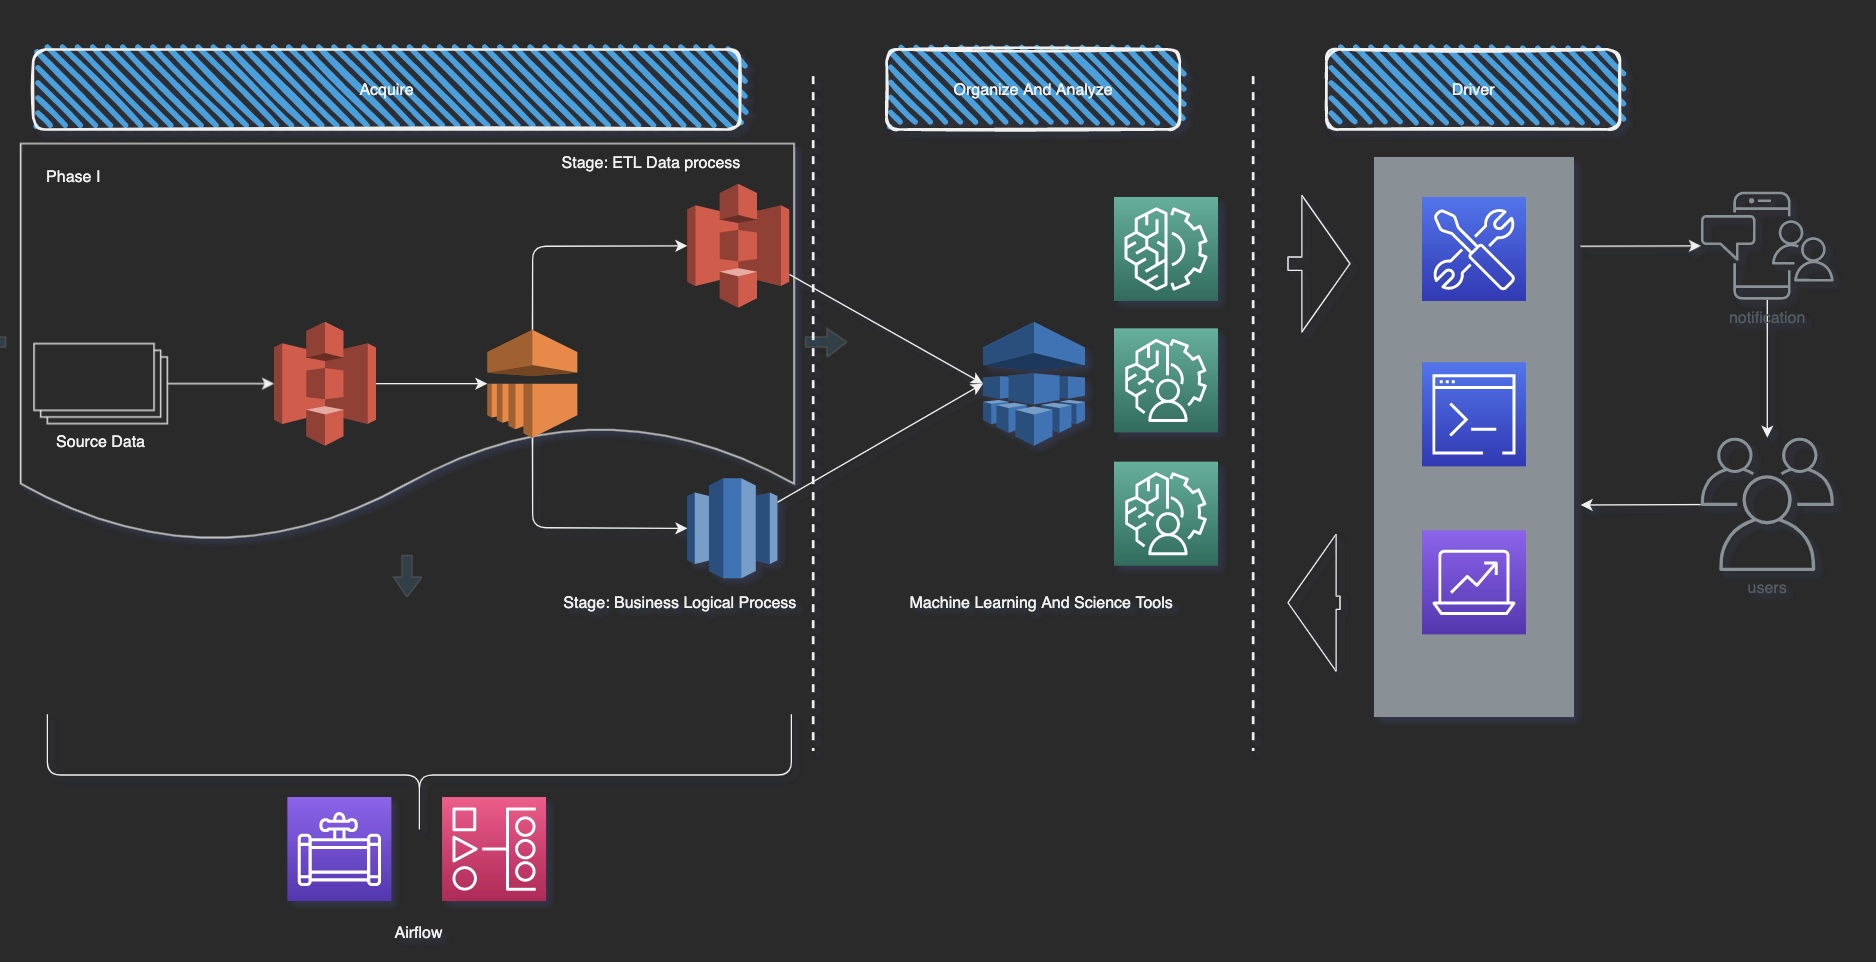 Acquire
Organize And Analyze
Driver
Stage: ETL Data process
Phase I
Source Data
notification
users
Stage: Business Logical Process
Machine Learning And Science Tools
Airflow